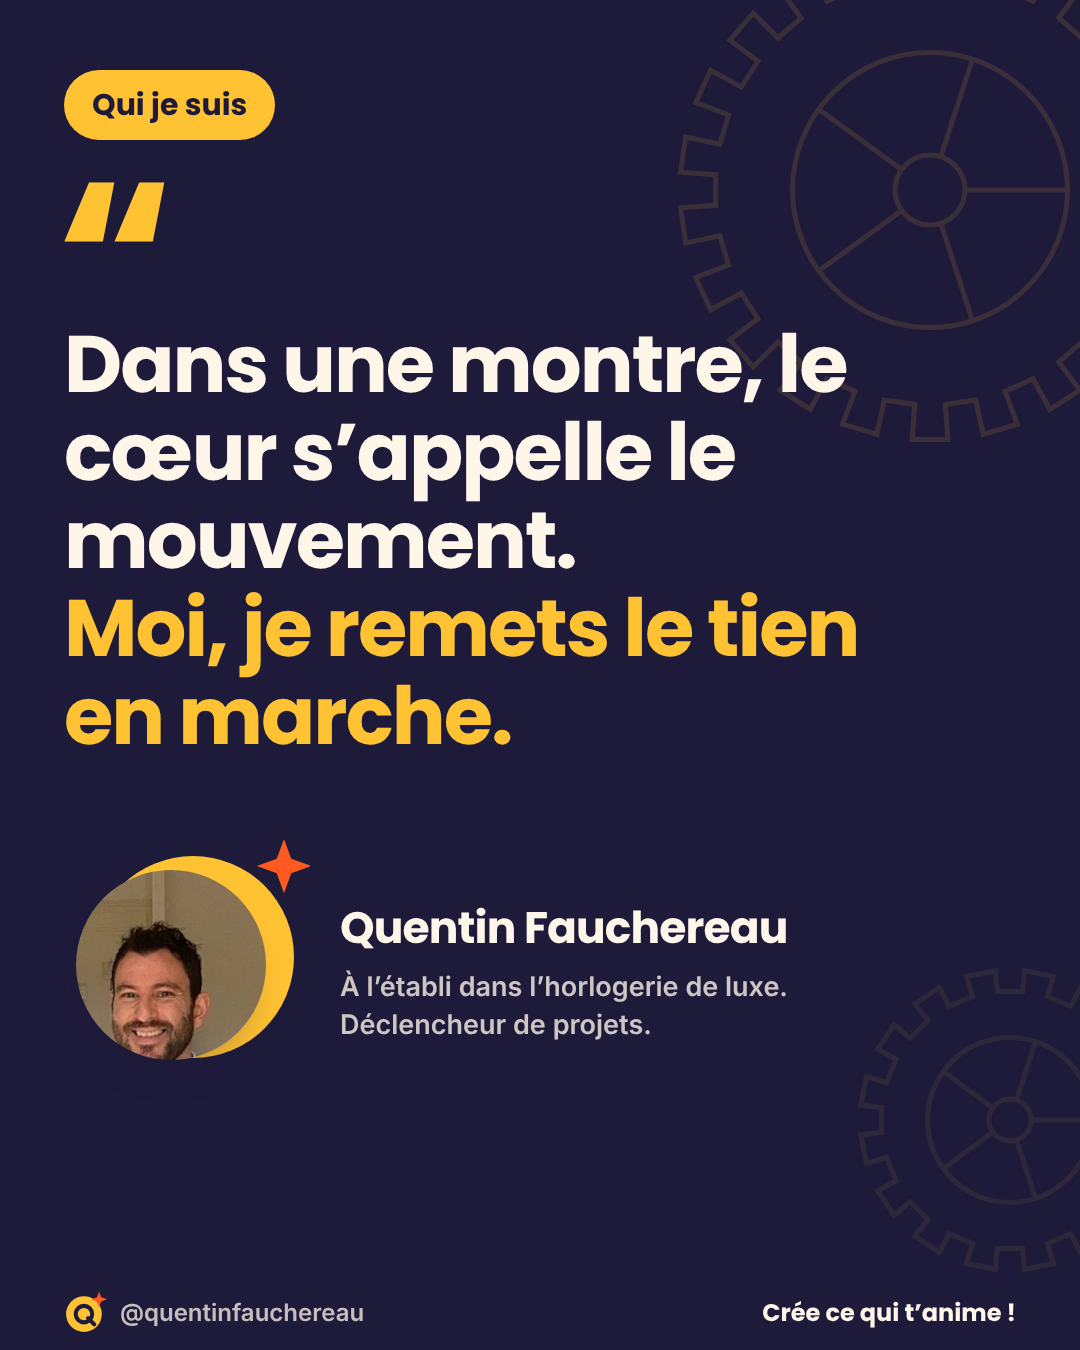 Qui je suis
“
Dans une montre, le
cœur s’appelle le
mouvement.
Moi, je remets le tien
en marche.
Quentin Fauchereau
À l’établi dans l’horlogerie de luxe.
Déclencheur de projets.
Q
@quentinfauchereau
Crée ce qui t’anime !